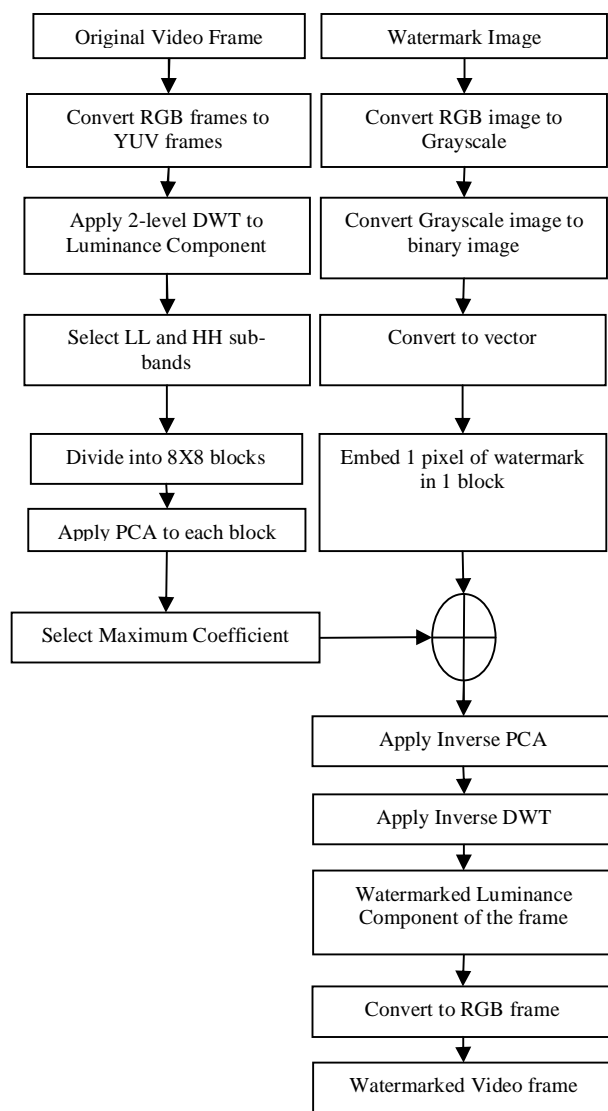 Original Video Frame
Convert RGB frames to
YUV frames
Apply 2-level DWT to
Luminance Component
Select LL and HH sub-
bands
Divide into 8X8 blocks
Apply PCA to each block
Select Maximum Coefficient
Watermark Image
Convert RGB image to
Grayscale
Convert Grayscale image to
binary image
Convert to vector
Embed 1 pixel of watermark
in 1 block
Apply Inverse PCA
Apply Inverse DWT
Watermarked Luminance
Component of the frame
Convert to RGB frame
Watermarked Video frame